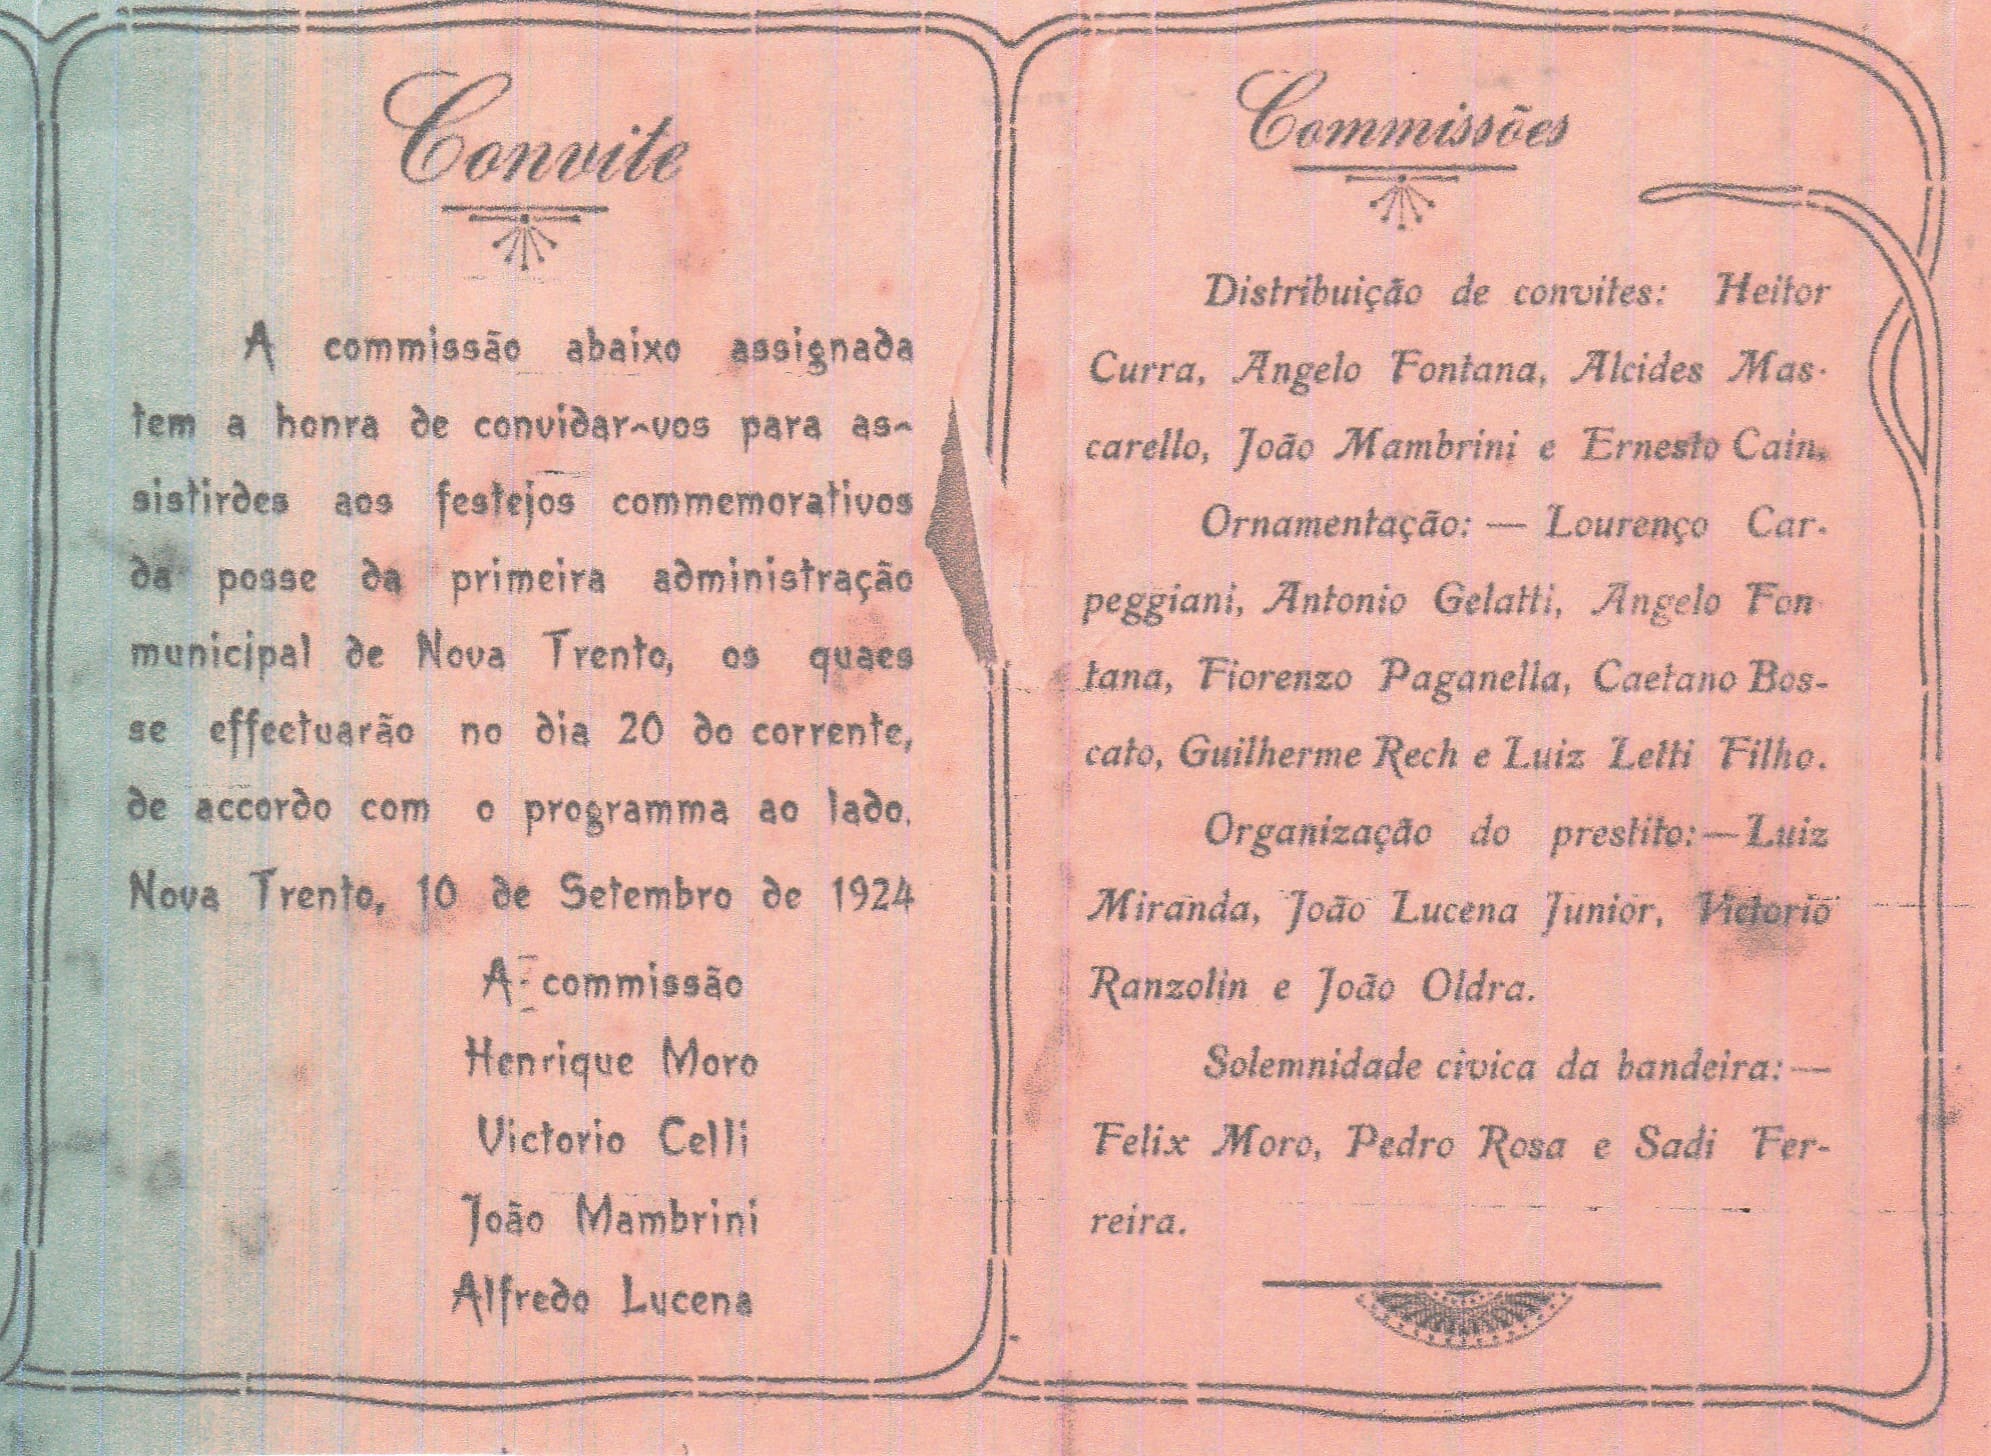 Convite
A commissão abaixo assignada
tem a honra de convidar-vos para as-
sistirdes aos festejos commemorativos
da posse da primeira administração
municipal de Nova Trento, os quaes
se effectuarão no dia 20 do corrente,
de accordo com o programma ao lado.
Nova Trento, 10 de Setembro de 1924
A commissão
Henrique Moro
Victorio Celli
João Mambrini
Alfredo Lucena
Commissões
Distribuição de convites: Heitor
Curra, Angelo Fontana, Alcides Mas-
carello, João Mambrini e Ernesto Cain.
Ornamentação: — Lourenço Car-
peggiani, Antonio Gelatti, Angelo Fon
tana, Fiorenzo Paganella, Caetano Bos-
cato, Guilherme Rech e Luiz Letti Filho.
Organização do prestito: — Luiz
Miranda, João Lucena Junior, Victorio
Ranzolin e João Oldra.
Solemnidade civica da bandeira: —
Felix Moro, Pedro Rosa e Sadi Fer-
reira.